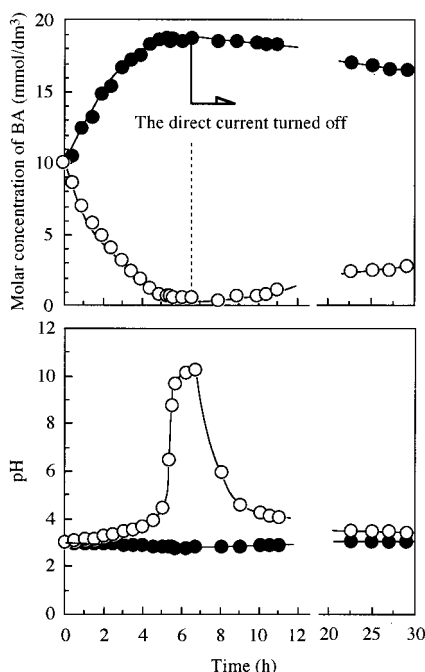 Molar concentration of BA (mmol/dm³)
20
15
10
5
0
The direct current turned off
pH
12
10
8
6
4
2
0
0 2 4 6 8 10 12 20 25 30
Time (h)